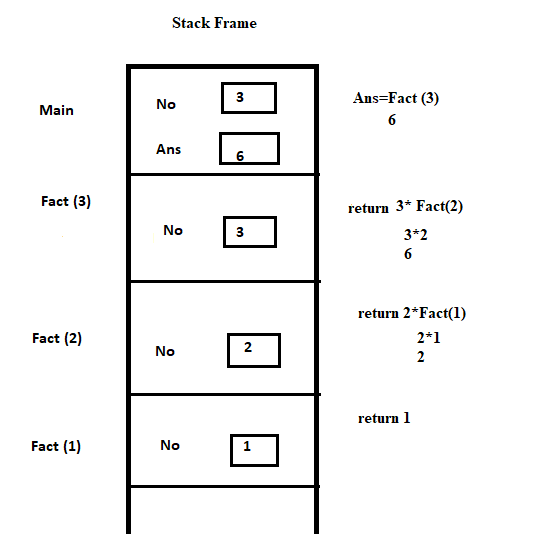 Stack Frame
Main
No
3
Ans=Fact (3)
6
Ans
6
Fact (3)
No
3
return 3* Fact(2)
3*2
6
Fact (2)
No
2
return 2*Fact(1)
2*1
2
Fact (1)
No
1
return 1